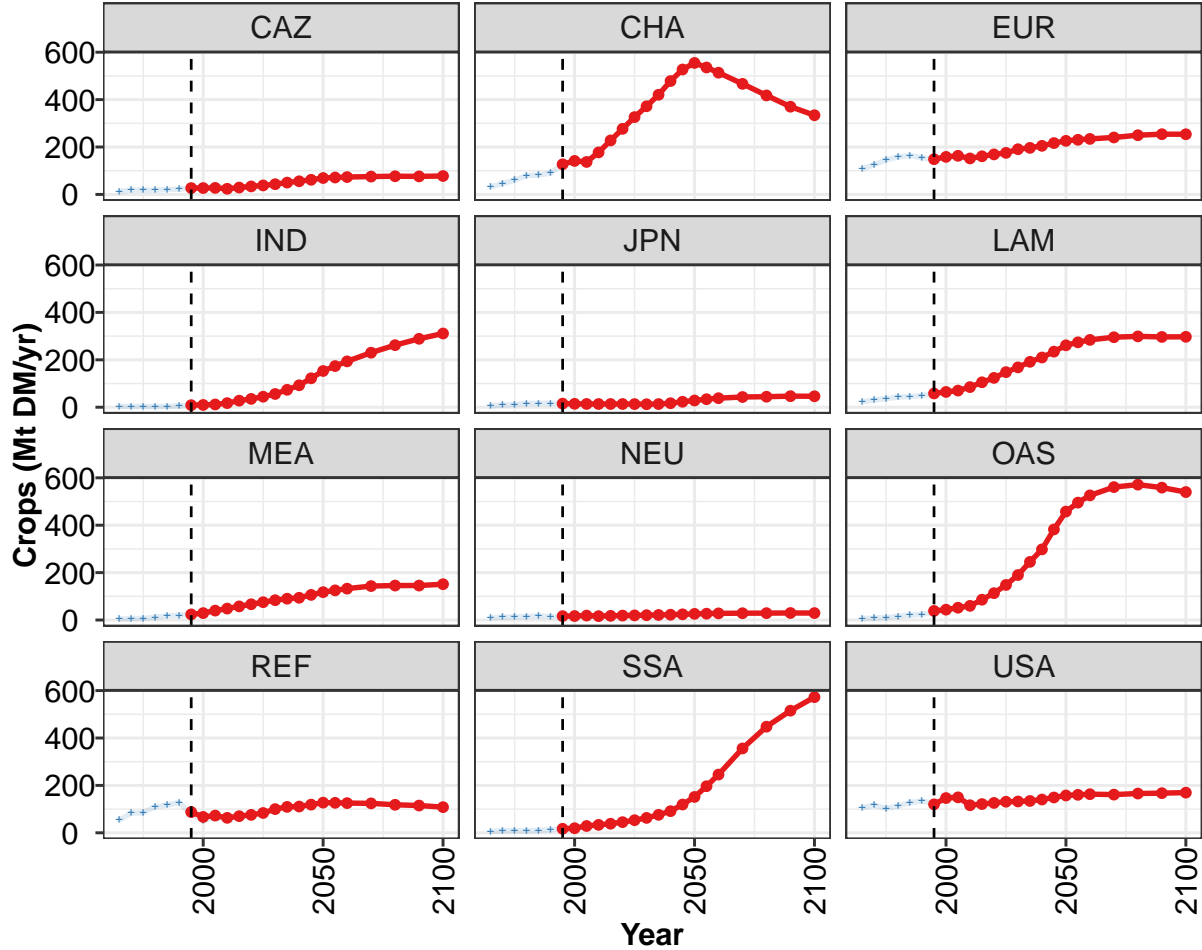 CAZ CHA EUR
600
400
200
0
IND JPN LAM
600
400
200
0
MEA NEU OAS
600
400
200
0
REF SSA USA
600
400
200
0
2000 2050 2100 2000 2050 2100 2000 2050 2100
Year
Crops (Mt DM/yr)